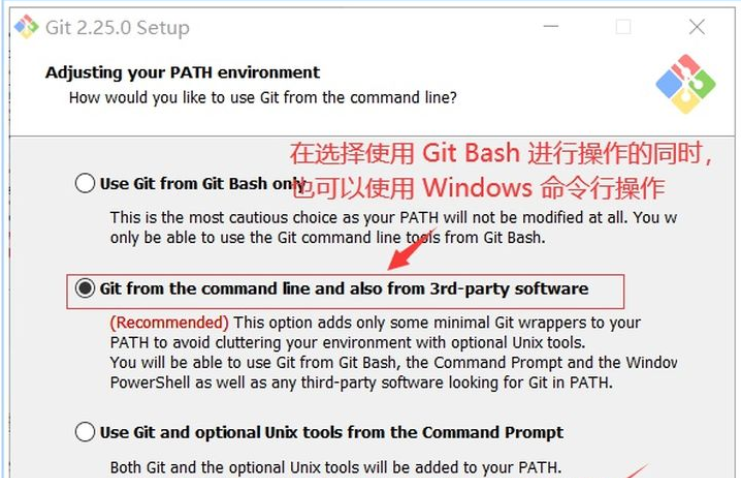 Git 2.25.0 Setup
Adjusting your PATH environment
How would you like to use Git from the command line?
在选择使用 Git Bash 进行操作的同时，
也可以使用 Windows 命令行操作
Use Git from Git Bash only
This is the most cautious choice as your PATH will not be modified at all. You w
only be able to use the Git command line tools from Git Bash.
Git from the command line and also from 3rd-party software
(Recommended) This option adds only some minimal Git wrappers to your
PATH to avoid cluttering your environment with optional Unix tools.
You will be able to use Git from Git Bash, the Command Prompt and the Window
PowerShell as well as any third-party software looking for Git in PATH.
Use Git and optional Unix tools from the Command Prompt
Both Git and the optional Unix tools will be added to your PATH.